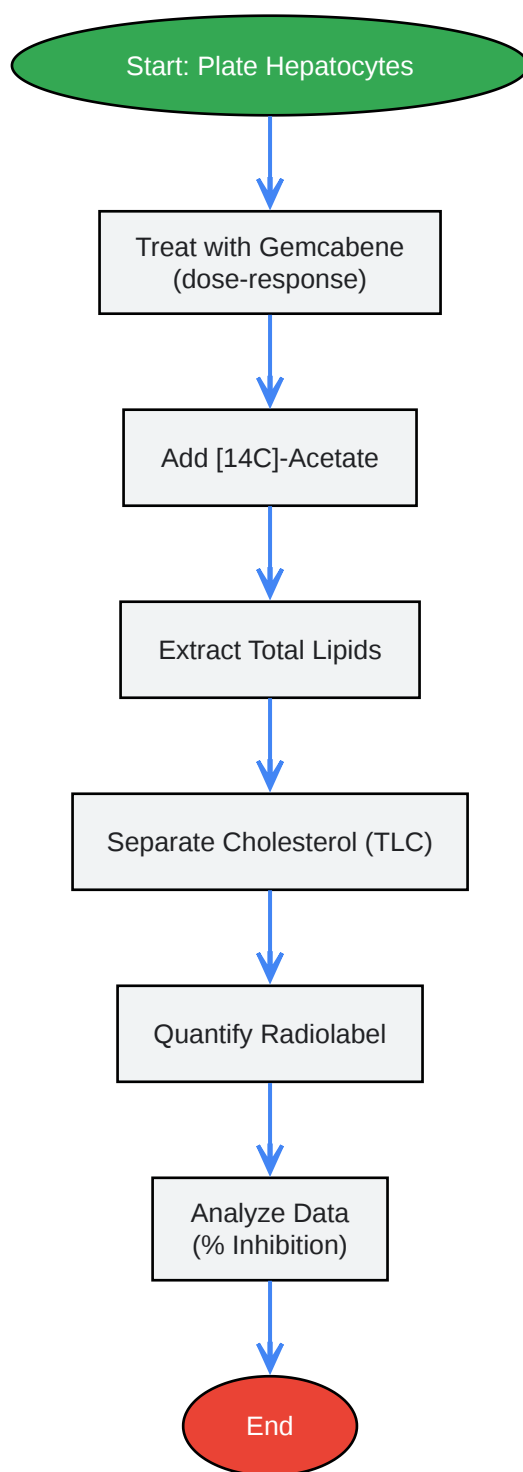 Start: Plate Hepatocytes
Treat with Gemcabene
(dose-response)
Add [14C]-Acetate
Extract Total Lipids
Separate Cholesterol (TLC)
Quantify Radiolabel
Analyze Data
(% Inhibition)
End